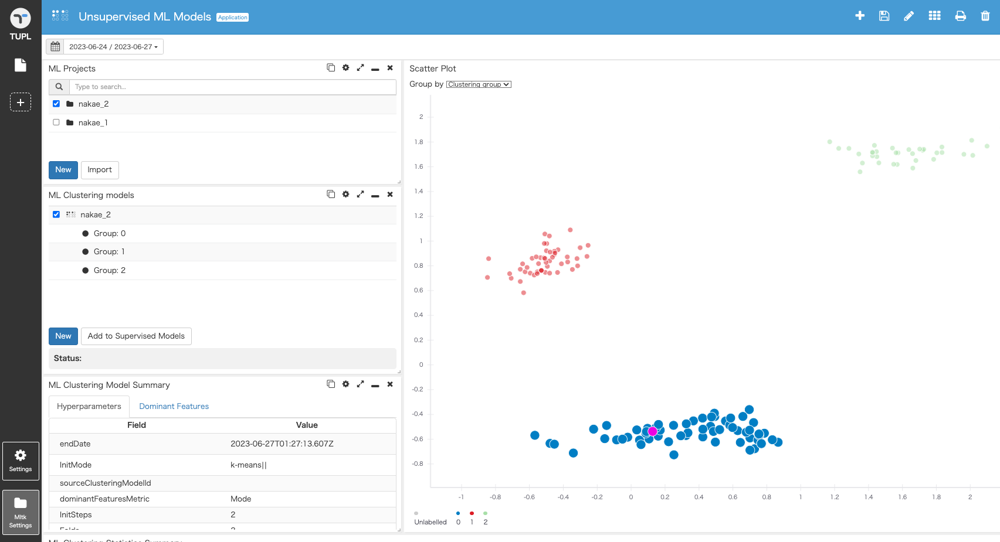 TUPL
Unsupervised ML Models Application
2023-06-24 / 2023-06-27
ML Projects
Type to search...
nakae_2
nakae_1
New Import
ML Clustering models
nakae_2
Group: 0
Group: 1
Group: 2
New Add to Supervised Models
Status:
ML Clustering Model Summary
Hyperparameters Dominant Features
Field Value
endDate 2023-06-27T01:27:13.607Z
InitMode k-means||
sourceClusteringModelId
dominantFeaturesMetric Mode
InitSteps 2
Settings
Mltk
Settings
Scatter Plot
Group by Clustering group
2
1.8
1.6
1.4
1.2
1
0.8
0.6
0.4
0.2
0
-0.2
-0.4
-0.6
-0.8
-1 -0.8 -0.6 -0.4 -0.2 0 0.2 0.4 0.6 0.8 1 1.2 1.4 1.6 1.8 2
Unlabelled 0 1 2